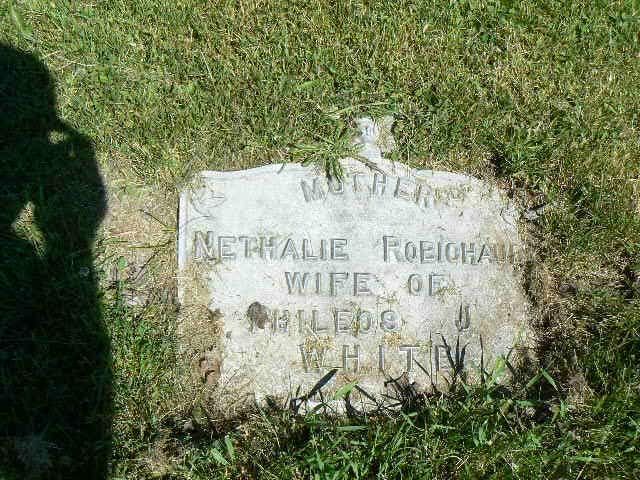 MOTHER
NETHALIE ROBICHAUD
WIFE OF
PHILEOS J
WHITE